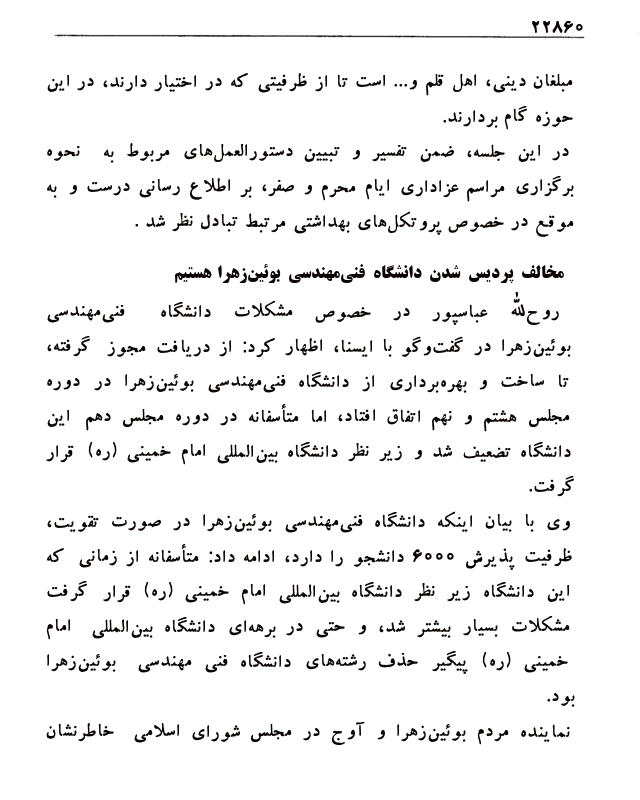 ۲۲۸۶۰
مبلغان دینی، اهل قلم و... است تا از ظرفیتی که در اختیار دارند، در این
حوزه گام بردارند.
در این جلسه، ضمن تفسیر و تبیین دستورالعمل‌های مربوط به نحوه
برگزاری مراسم عزاداری ایام محرم و صفر، بر اطلاع رسانی درست و به
موقع در خصوص پروتکل‌های بهداشتی مرتبط تبادل نظر شد .
مخالف پردیس شدن دانشگاه فنی‌مهندسی بوئین‌زهرا هستیم
روح‌الله عباسپور در خصوص مشکلات دانشگاه فنی‌مهندسی
بوئین‌زهرا در گفت‌وگو با ایسنا، اظهار کرد: از دریافت مجوز گرفته،
تا ساخت و بهره‌برداری از دانشگاه فنی‌مهندسی بوئین‌زهرا در دوره
مجلس هشتم و نهم اتفاق افتاد، اما متأسفانه در دوره مجلس دهم این
دانشگاه تضعیف شد و زیر نظر دانشگاه بین‌المللی امام خمینی (ره) قرار
گرفت.
وی با بیان اینکه دانشگاه فنی‌مهندسی بوئین‌زهرا در صورت تقویت،
ظرفیت پذیرش ۶۰۰۰ دانشجو را دارد، ادامه داد: متأسفانه از زمانی که
این دانشگاه زیر نظر دانشگاه بین‌المللی امام خمینی (ره) قرار گرفت
مشکلات بسیار بیشتر شد، و حتی در برهه‌ای دانشگاه بین‌المللی امام
خمینی (ره) پیگیر حذف رشته‌های دانشگاه فنی مهندسی بوئین‌زهرا
بود.
نماینده مردم بوئین‌زهرا و آوج در مجلس شورای اسلامی خاطرنشان